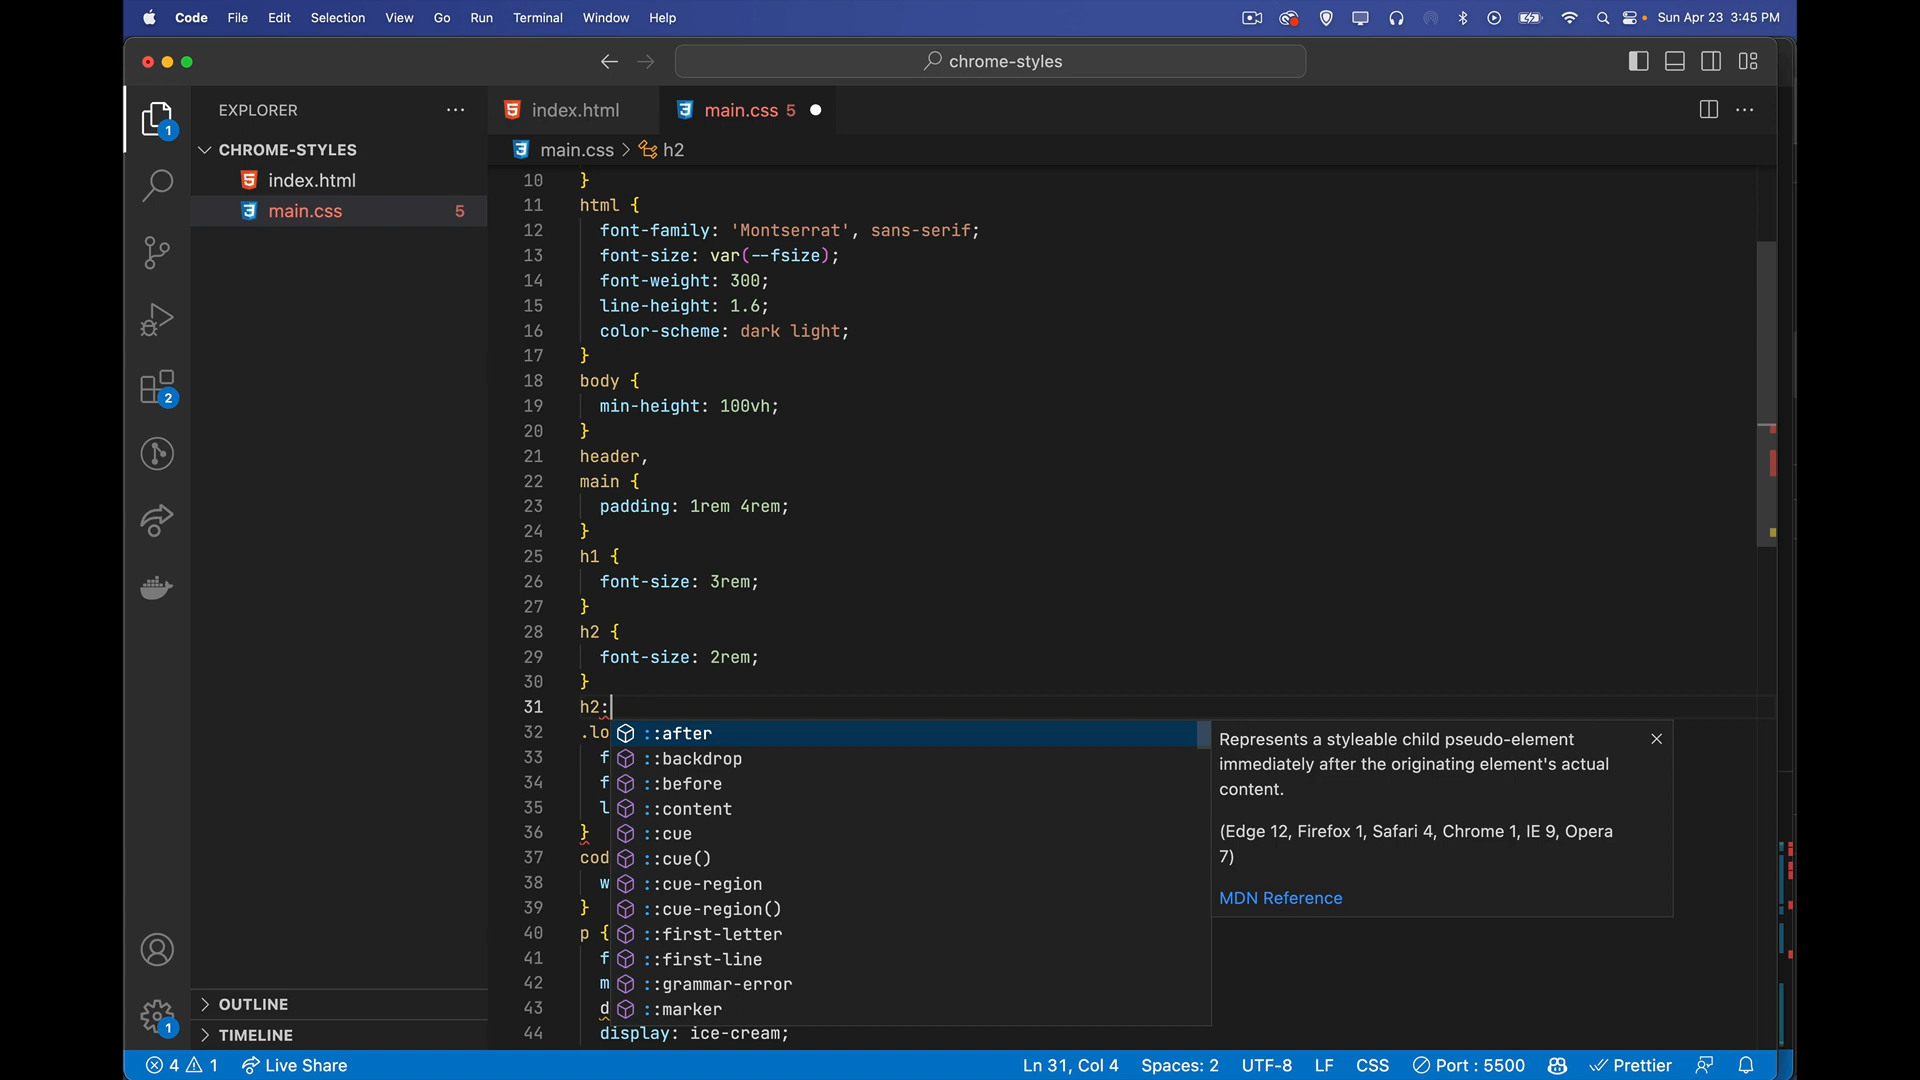 Code File Edit Selection View Go Run Terminal Window Help Sun Apr 23 3:45 PM
chrome-styles
EXPLORER
index.html
main.css 5
CHROME-STYLES
main.css > h2
index.html
main.css 5
1
2
1
10 }
11 html {
12 font-family: 'Montserrat', sans-serif;
13 font-size: var(--fsize);
14 font-weight: 300;
15 line-height: 1.6;
16 color-scheme: dark light;
17 }
18 body {
19 min-height: 100vh;
20 }
21 header,
22 main {
23 padding: 1rem 4rem;
24 }
25 h1 {
26 font-size: 3rem;
27 }
28 h2 {
29 font-size: 2rem;
30 }
31 h2:
32 .lo
33 f
34 f
35 l
36 }
37 cod
38 w
39 }
40 p {
41 f
42 m
43 d
44 display: ice-cream;
::after
::backdrop
::before
::content
::cue
::cue()
::cue-region
::cue-region()
::first-letter
::first-line
::grammar-error
::marker
Represents a styleable child pseudo-element
immediately after the originating element's actual
content.
(Edge 12, Firefox 1, Safari 4, Chrome 1, IE 9, Opera
7)
MDN Reference
OUTLINE
TIMELINE
4 1 Live Share Ln 31, Col 4 Spaces: 2 UTF-8 LF CSS Port : 5500 Prettier